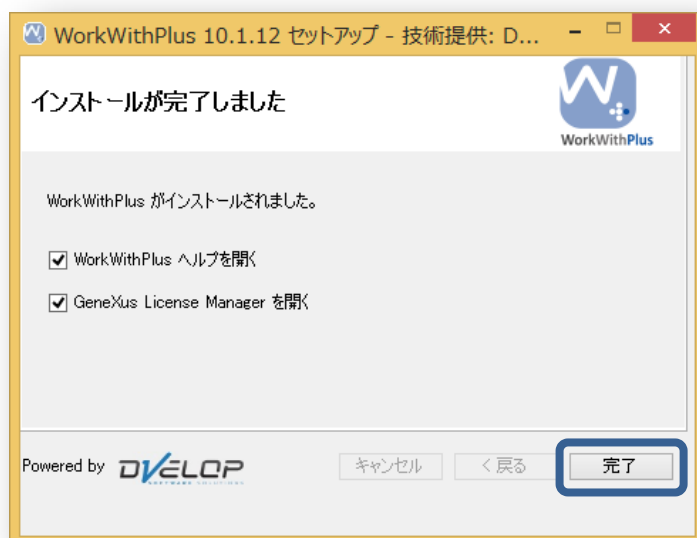 WorkWithPlus 10.1.12 セットアップ - 技術提供: D...
インストールが完了しました
WorkWithPlus
WorkWithPlus がインストールされました。
WorkWithPlus ヘルプを開く
GeneXus License Manager を開く
Powered by DVELOP
SOFTWARE SOLUTIONS
キャンセル
< 戻る
完了